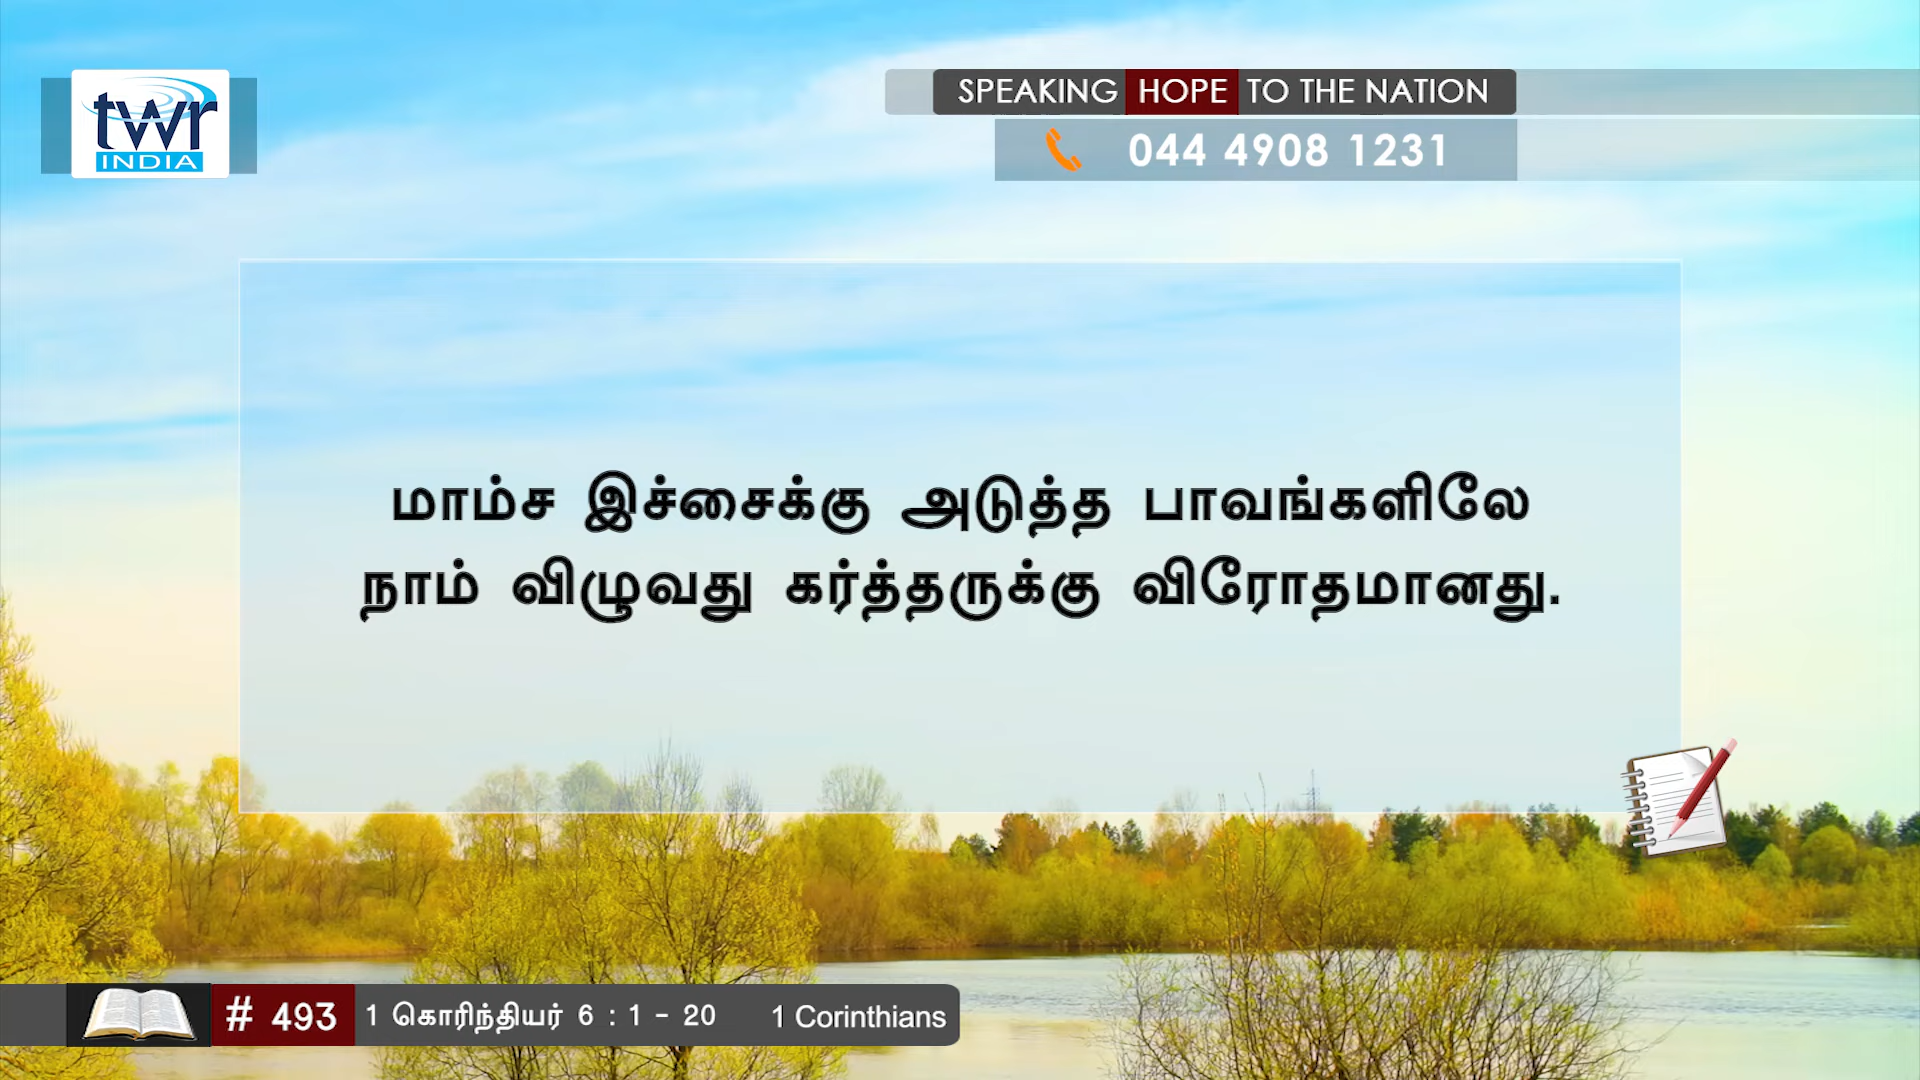 twr
INDIA
SPEAKING HOPE TO THE NATION
044 4908 1231
மாம்ச இச்சைக்கு அடுத்த பாவங்களிலே
நாம் விழுவது கர்த்தருக்கு விரோதமானது.
# 493 1 கொரிந்தியர் 6 : 1 - 20 1 Corinthians